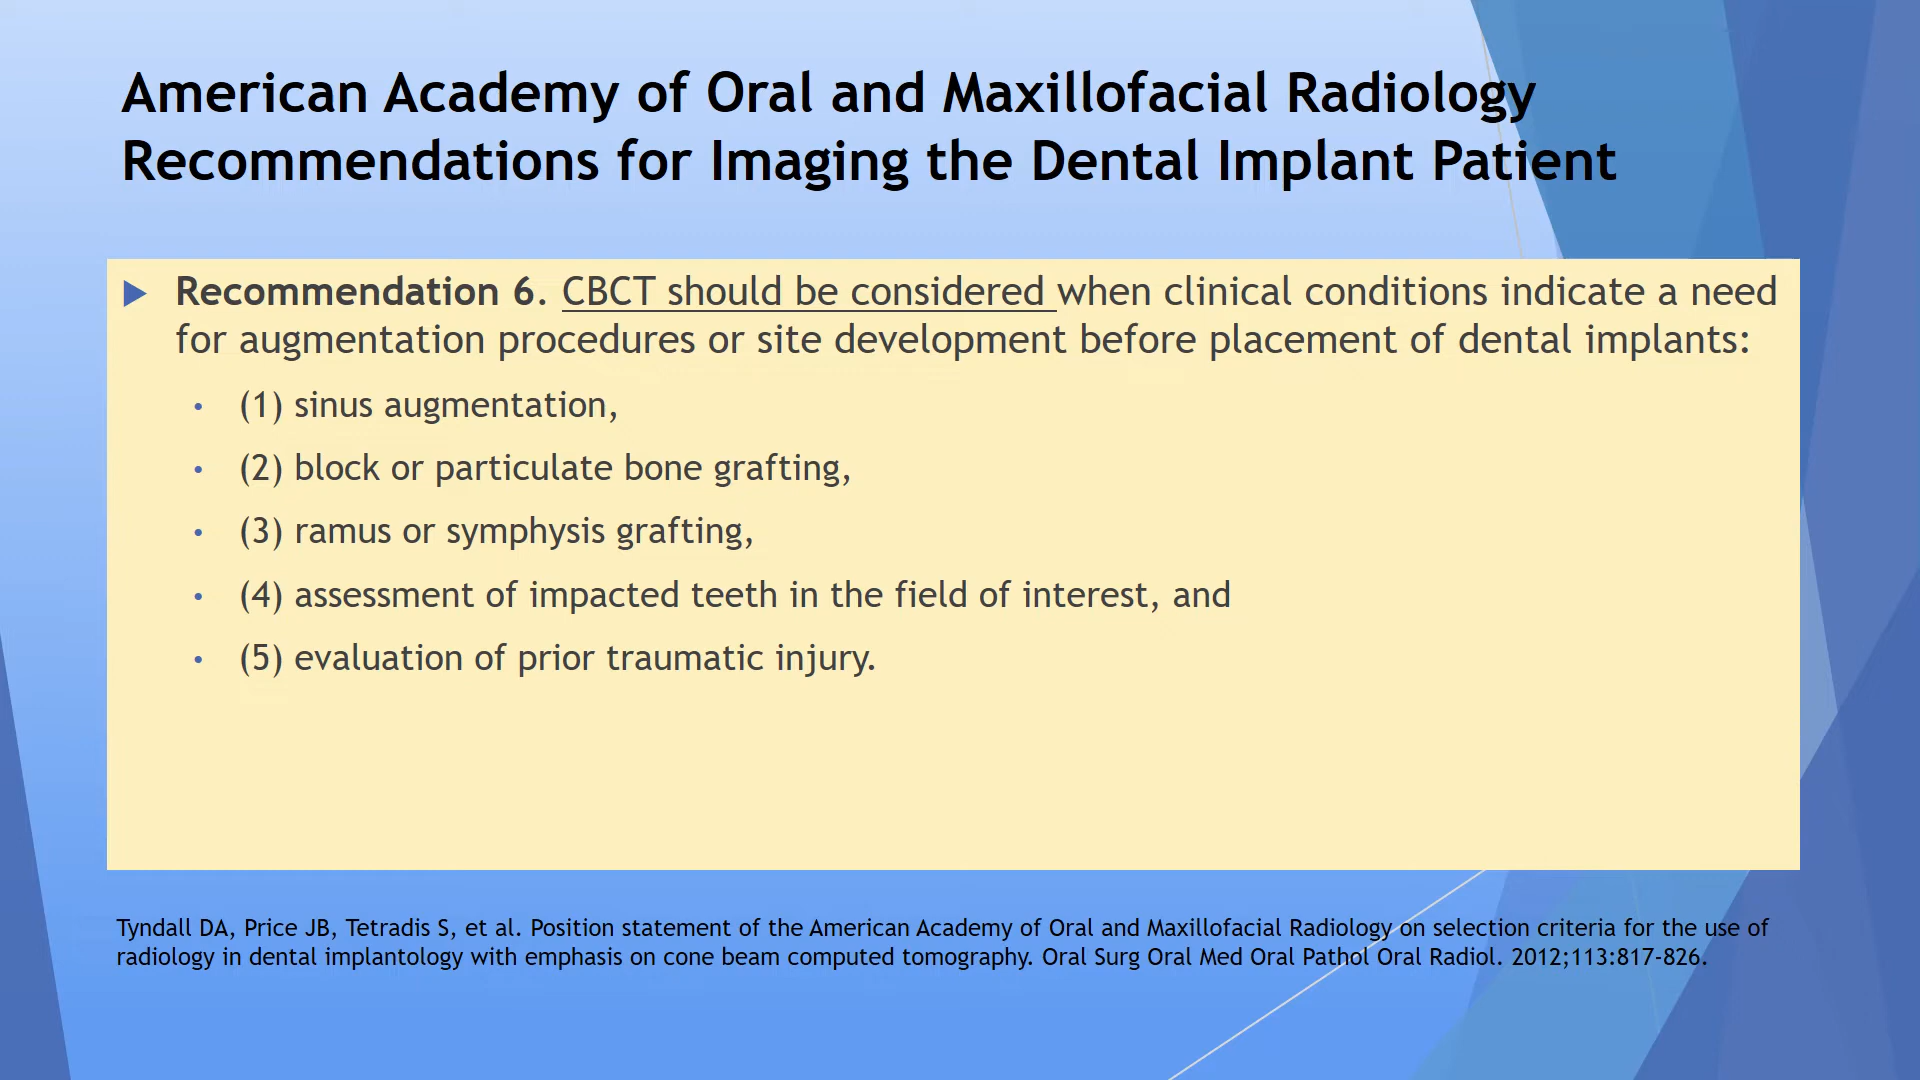 American Academy of Oral and Maxillofacial Radiology
Recommendations for Imaging the Dental Implant Patient
Recommendation 6. CBCT should be considered when clinical conditions indicate a need
for augmentation procedures or site development before placement of dental implants:
(1) sinus augmentation,
(2) block or particulate bone grafting,
(3) ramus or symphysis grafting,
(4) assessment of impacted teeth in the field of interest, and
(5) evaluation of prior traumatic injury.
Tyndall DA, Price JB, Tetradis S, et al. Position statement of the American Academy of Oral and Maxillofacial Radiology on selection criteria for the use of
radiology in dental implantology with emphasis on cone beam computed tomography. Oral Surg Oral Med Oral Pathol Oral Radiol. 2012;113:817-826.